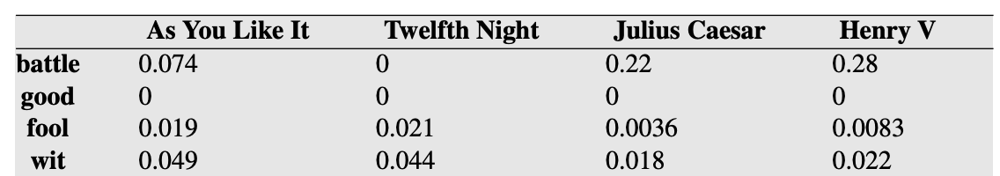 As You Like It Twelfth Night Julius Caesar Henry V
battle 0.074 0 0.22 0.28
good 0 0 0 0
fool 0.019 0.021 0.0036 0.0083
wit 0.049 0.044 0.018 0.022